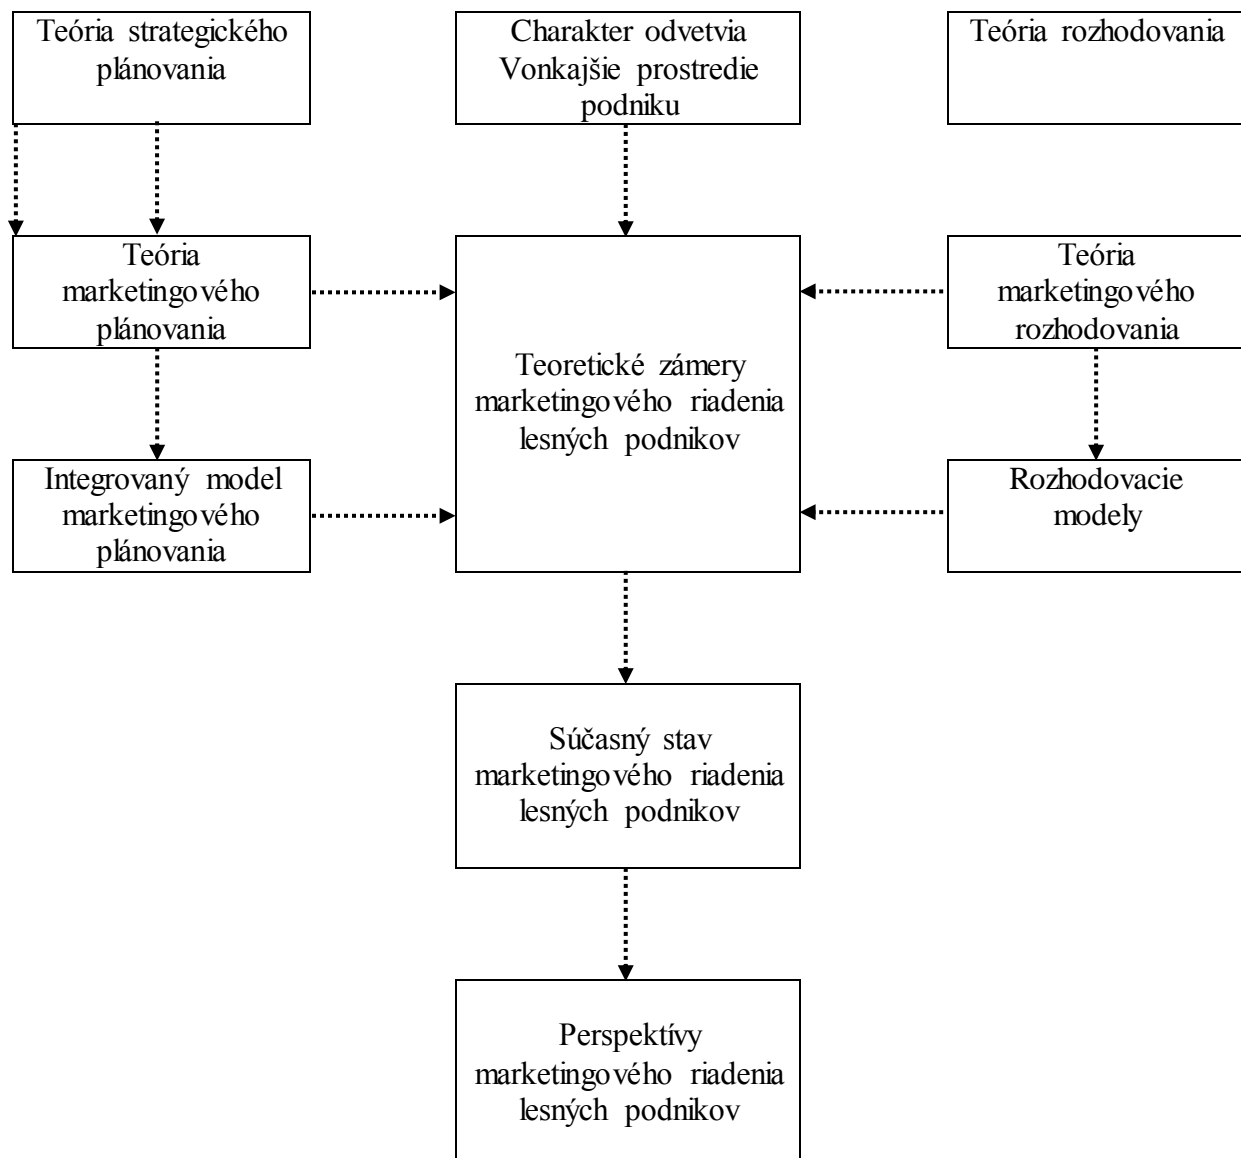 Teória strategického
plánovania
Charakter odvetvia
Vonkajšie prostredie
podniku
Teória rozhodovania
Teória
marketingového
plánovania
Teoretické zámery
marketingového riadenia
lesných podnikov
Teória
marketingového
rozhodovania
Integrovaný model
marketingového
plánovania
Rozhodovacie
modely
Súčasný stav
marketingového riadenia
lesných podnikov
Perspektívy
marketingového riadenia
lesných podnikov